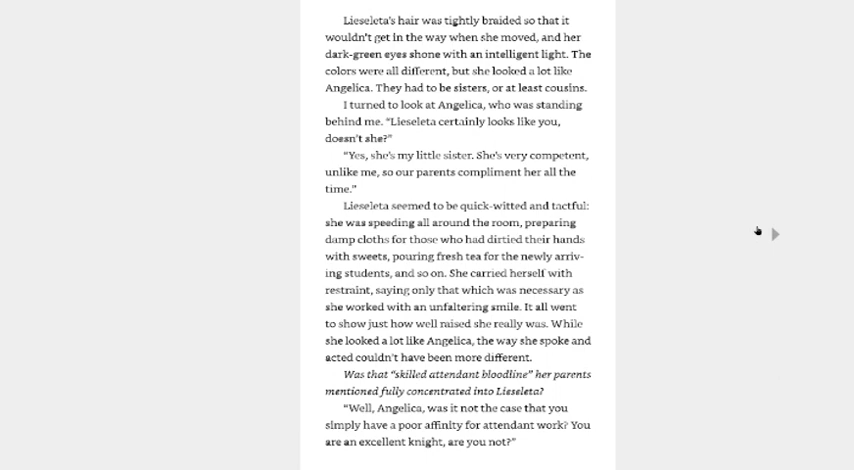 Lieseleta's hair was tightly braided so that it
wouldn't get in the way when she moved, and her
dark-green eyes shone with an intelligent light. The
colors were all different, but she looked a lot like
Angelica. They had to be sisters, or at least cousins.
I turned to look at Angelica, who was standing
behind me. “Lieseleta certainly looks like you,
doesn't she?”
“Yes, she's my little sister. She's very competent,
unlike me, so our parents compliment her all the
time.”
Lieseleta seemed to be quick-witted and tactful:
she was speeding all around the room, preparing
damp cloths for those who had dirtied their hands
with sweets, pouring fresh tea for the newly arriv-
ing students, and so on. She carried herself with
restraint, saying only that which was necessary as
she worked with an unfaltering smile. It all went
to show just how well raised she really was. While
she looked a lot like Angelica, the way she spoke and
acted couldn't have been more different.
Was that “skilled attendant bloodline” her parents
mentioned fully concentrated into Lieseleta?
“Well, Angelica, was it not the case that you
simply have a poor affinity for attendant work? You
are an excellent knight, are you not?”